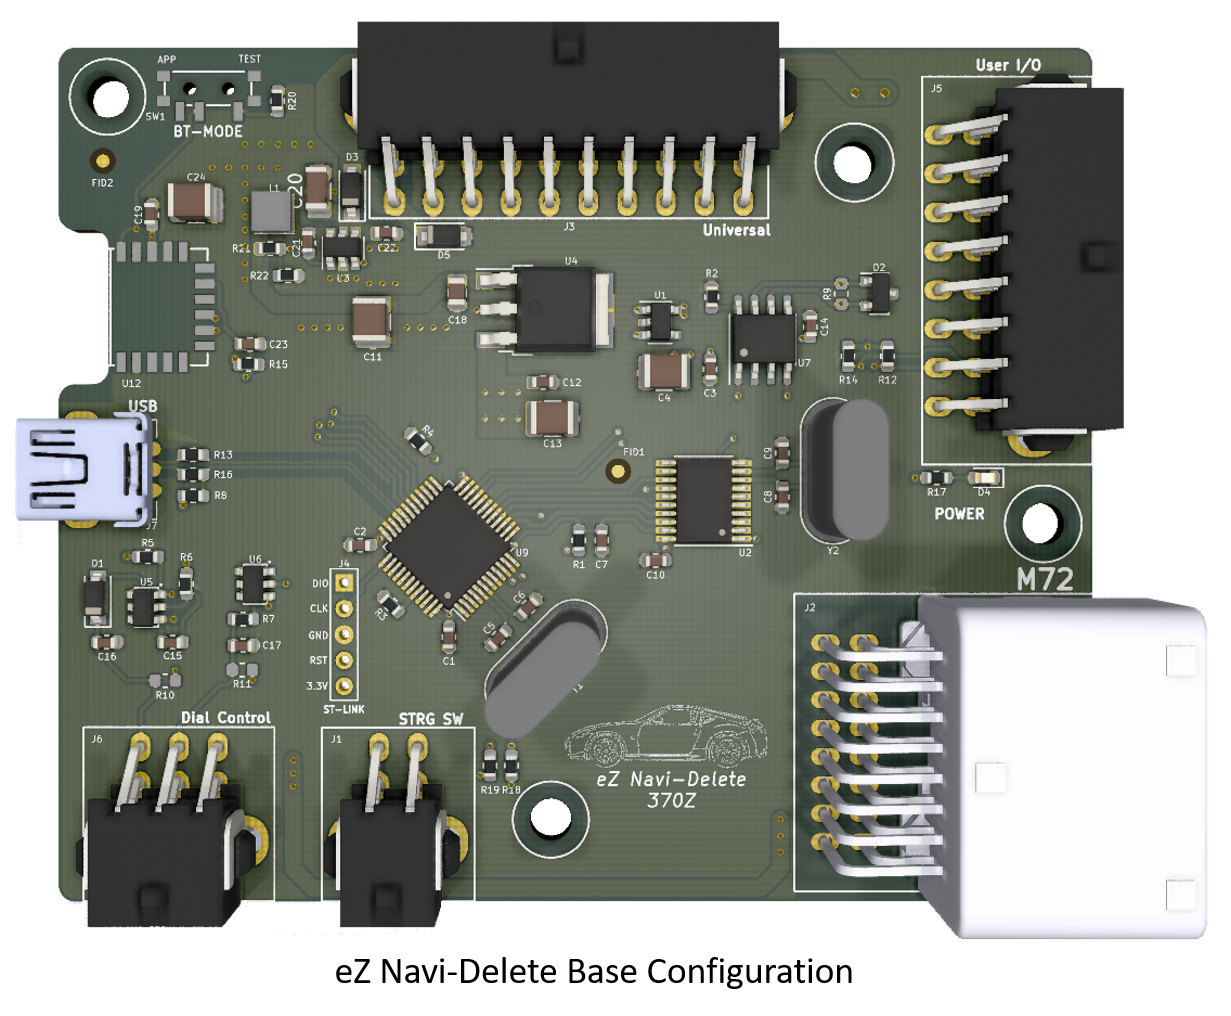 APP
TEST
SW1
BT-MODE
R20
FID2
C24
C19
L1
C20
D3
R21
C21
U3
C22
R22
D5
J3
Universal
User I/O
J5
U4
C18
C11
U12
C23
R15
C12
C13
R2
U1
C4
C3
U7
C14
R9
D2
R14
R12
USB
R13
R16
R8
J7
R4
FID1
C9
C8
Y2
R17
D4
POWER
M72
U2
C10
R1
C7
U9
C2
R5
D1
U5
R6
U6
R7
C17
C16
C15
R10
R11
J4
DIO
CLK
GND
RST
3.3V
ST-LINK
R3
C1
C5
C6
J2
Dial Control
J6
STRG SW
J1
R19
R18
eZ Navi-Delete
370Z
eZ Navi-Delete Base Configuration